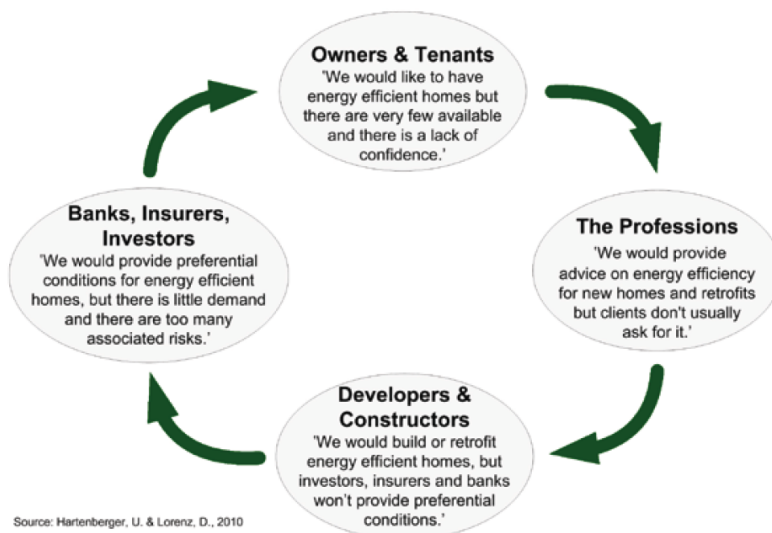 Owners & Tenants
'We would like to have
energy efficient homes but
there are very few available
and there is a lack of
confidence.'
The Professions
'We would provide
advice on energy efficiency
for new homes and retrofits
but clients don't usually
ask for it.'
Developers &
Constructors
'We would build or retrofit
energy efficient homes, but
investors, insurers and banks
won't provide preferential
conditions.'
Banks, Insurers,
Investors
'We would provide preferential
conditions for energy efficient
homes, but there is little demand
and there are too many
associated risks.'
Source: Hartenberger, U. & Lorenz, D., 2010